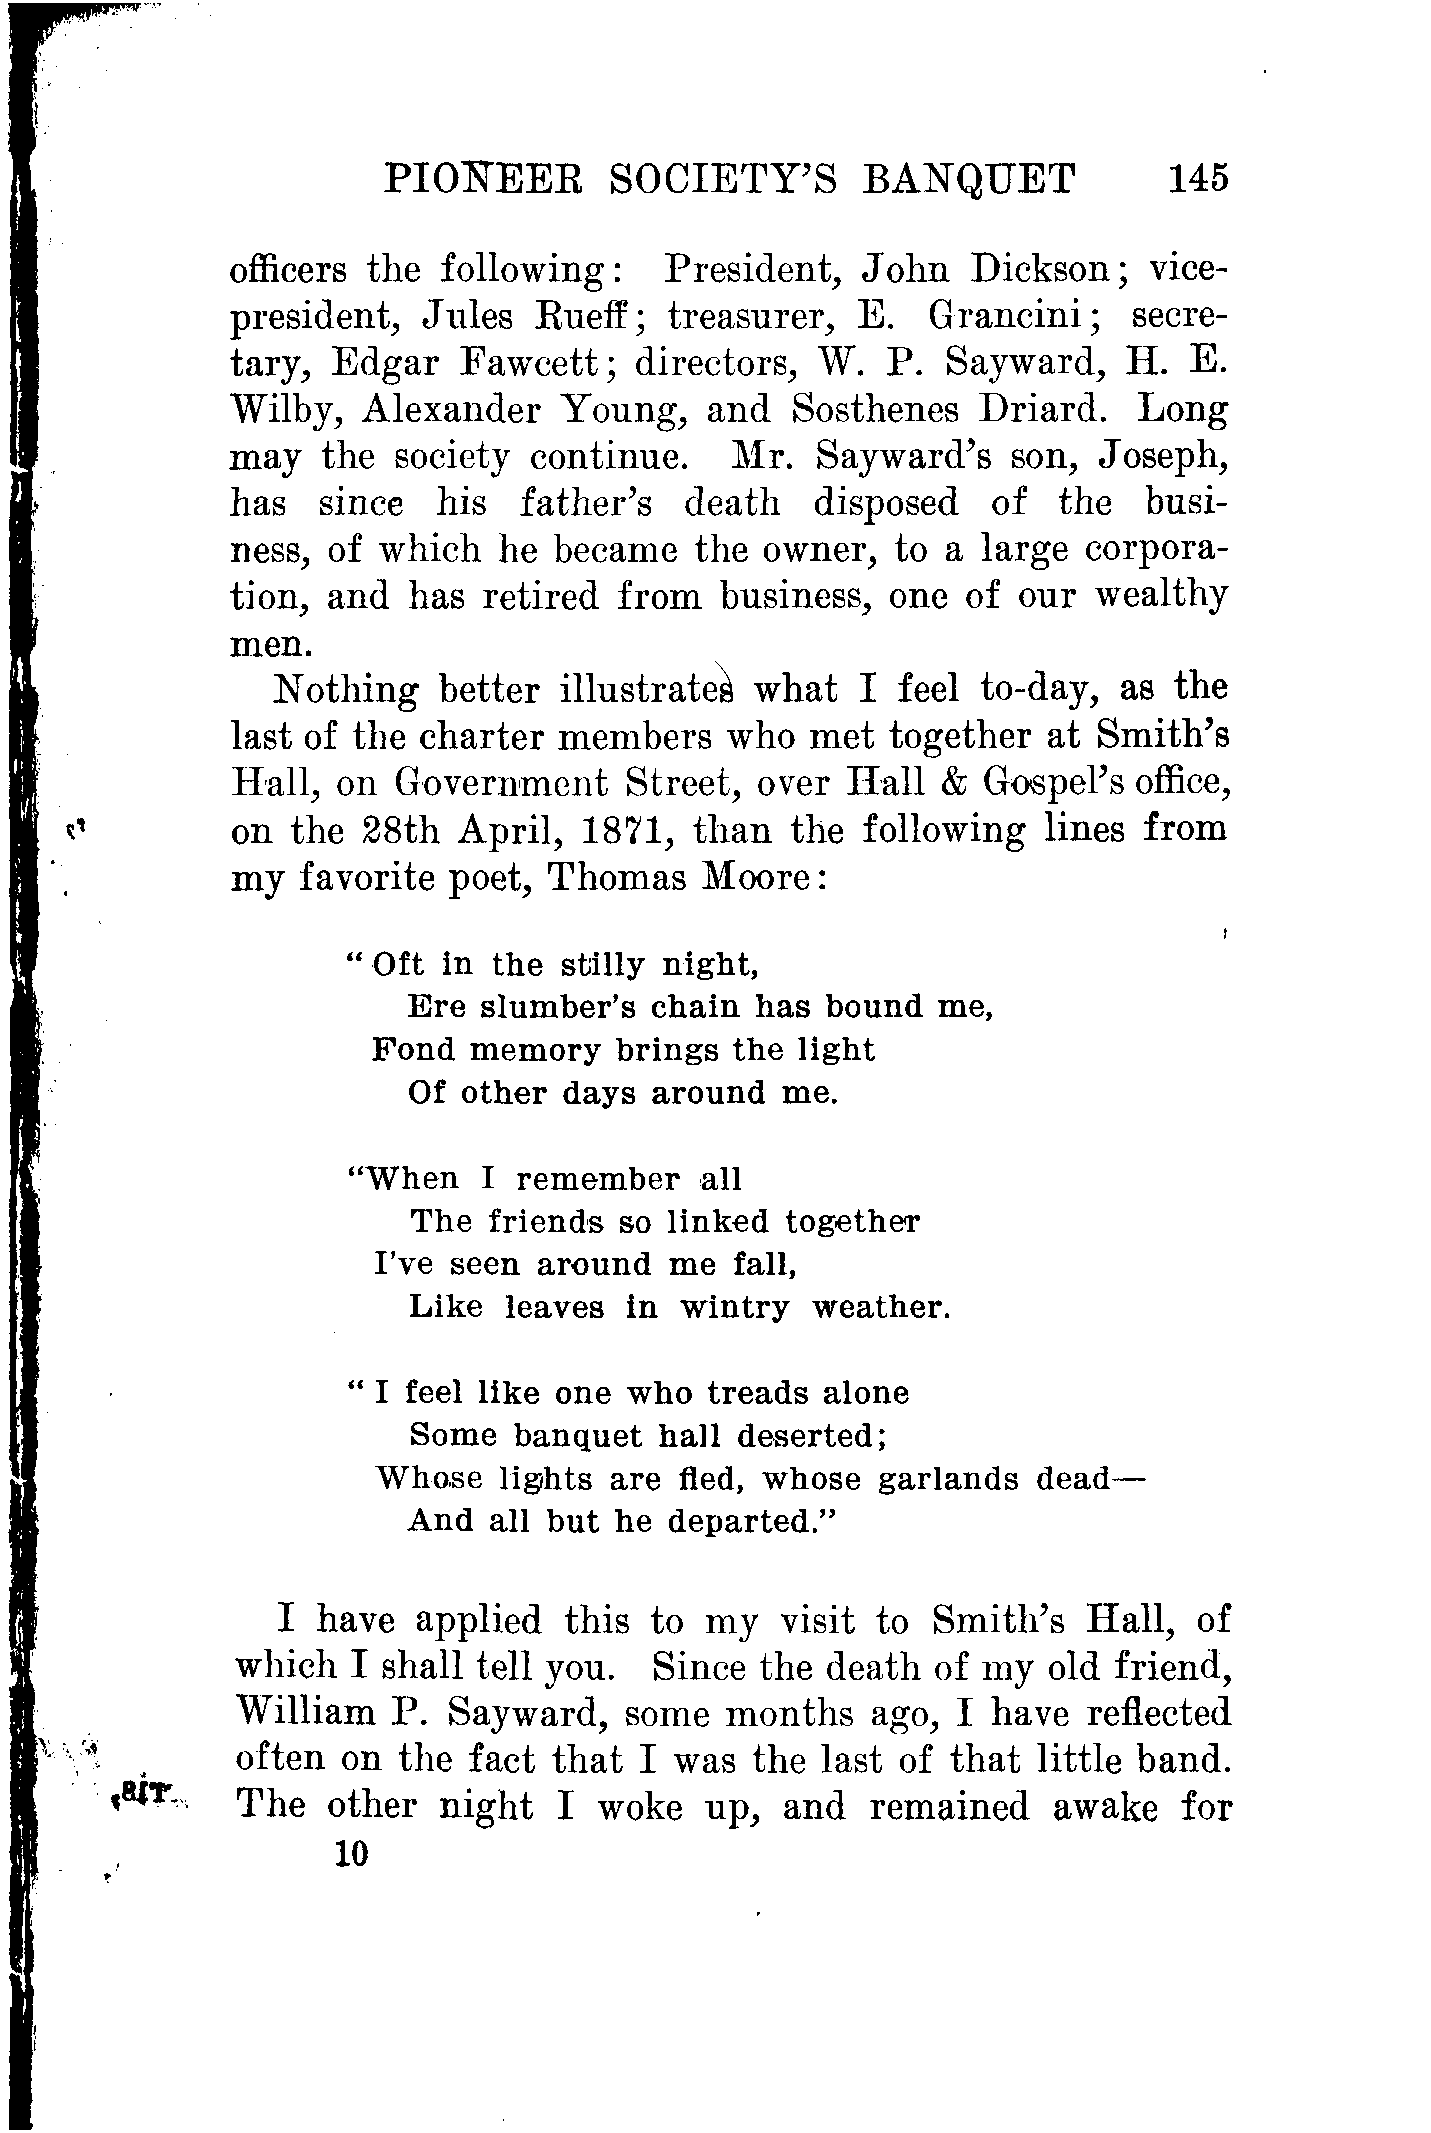 PIONEER SOCIETY'S BANQUET 145
officers the following: President, John Dickson; vice-
president, Jules Rueff; treasurer, E. Grancini; secre-
tary, Edgar Fawcett; directors, W. P. Sayward, H. E.
Wilby, Alexander Young, and Sosthenes Driard. Long
may the society continue. Mr. Sayward's son, Joseph,
has since his father's death disposed of the busi-
ness, of which he became the owner, to a large corpora-
tion, and has retired from business, one of our wealthy
men.
Nothing better illustrates what I feel to-day, as the
last of the charter members who met together at Smith's
Hall, on Government Street, over Hall & Gospel's office,
on the 28th April, 1871, than the following lines from
my favorite poet, Thomas Moore:
"Oft in the stilly night,
Ere slumber's chain has bound me,
Fond memory brings the light
Of other days around me.
"When I remember all
The friends so linked together
I've seen around me fall,
Like leaves in wintry weather.
"I feel like one who treads alone
Some banquet hall deserted;
Whose lights are fled, whose garlands dead—
And all but he departed."
I have applied this to my visit to Smith's Hall, of
which I shall tell you. Since the death of my old friend,
William P. Sayward, some months ago, I have reflected
often on the fact that I was the last of that little band.
The other night I woke up, and remained awake for
10